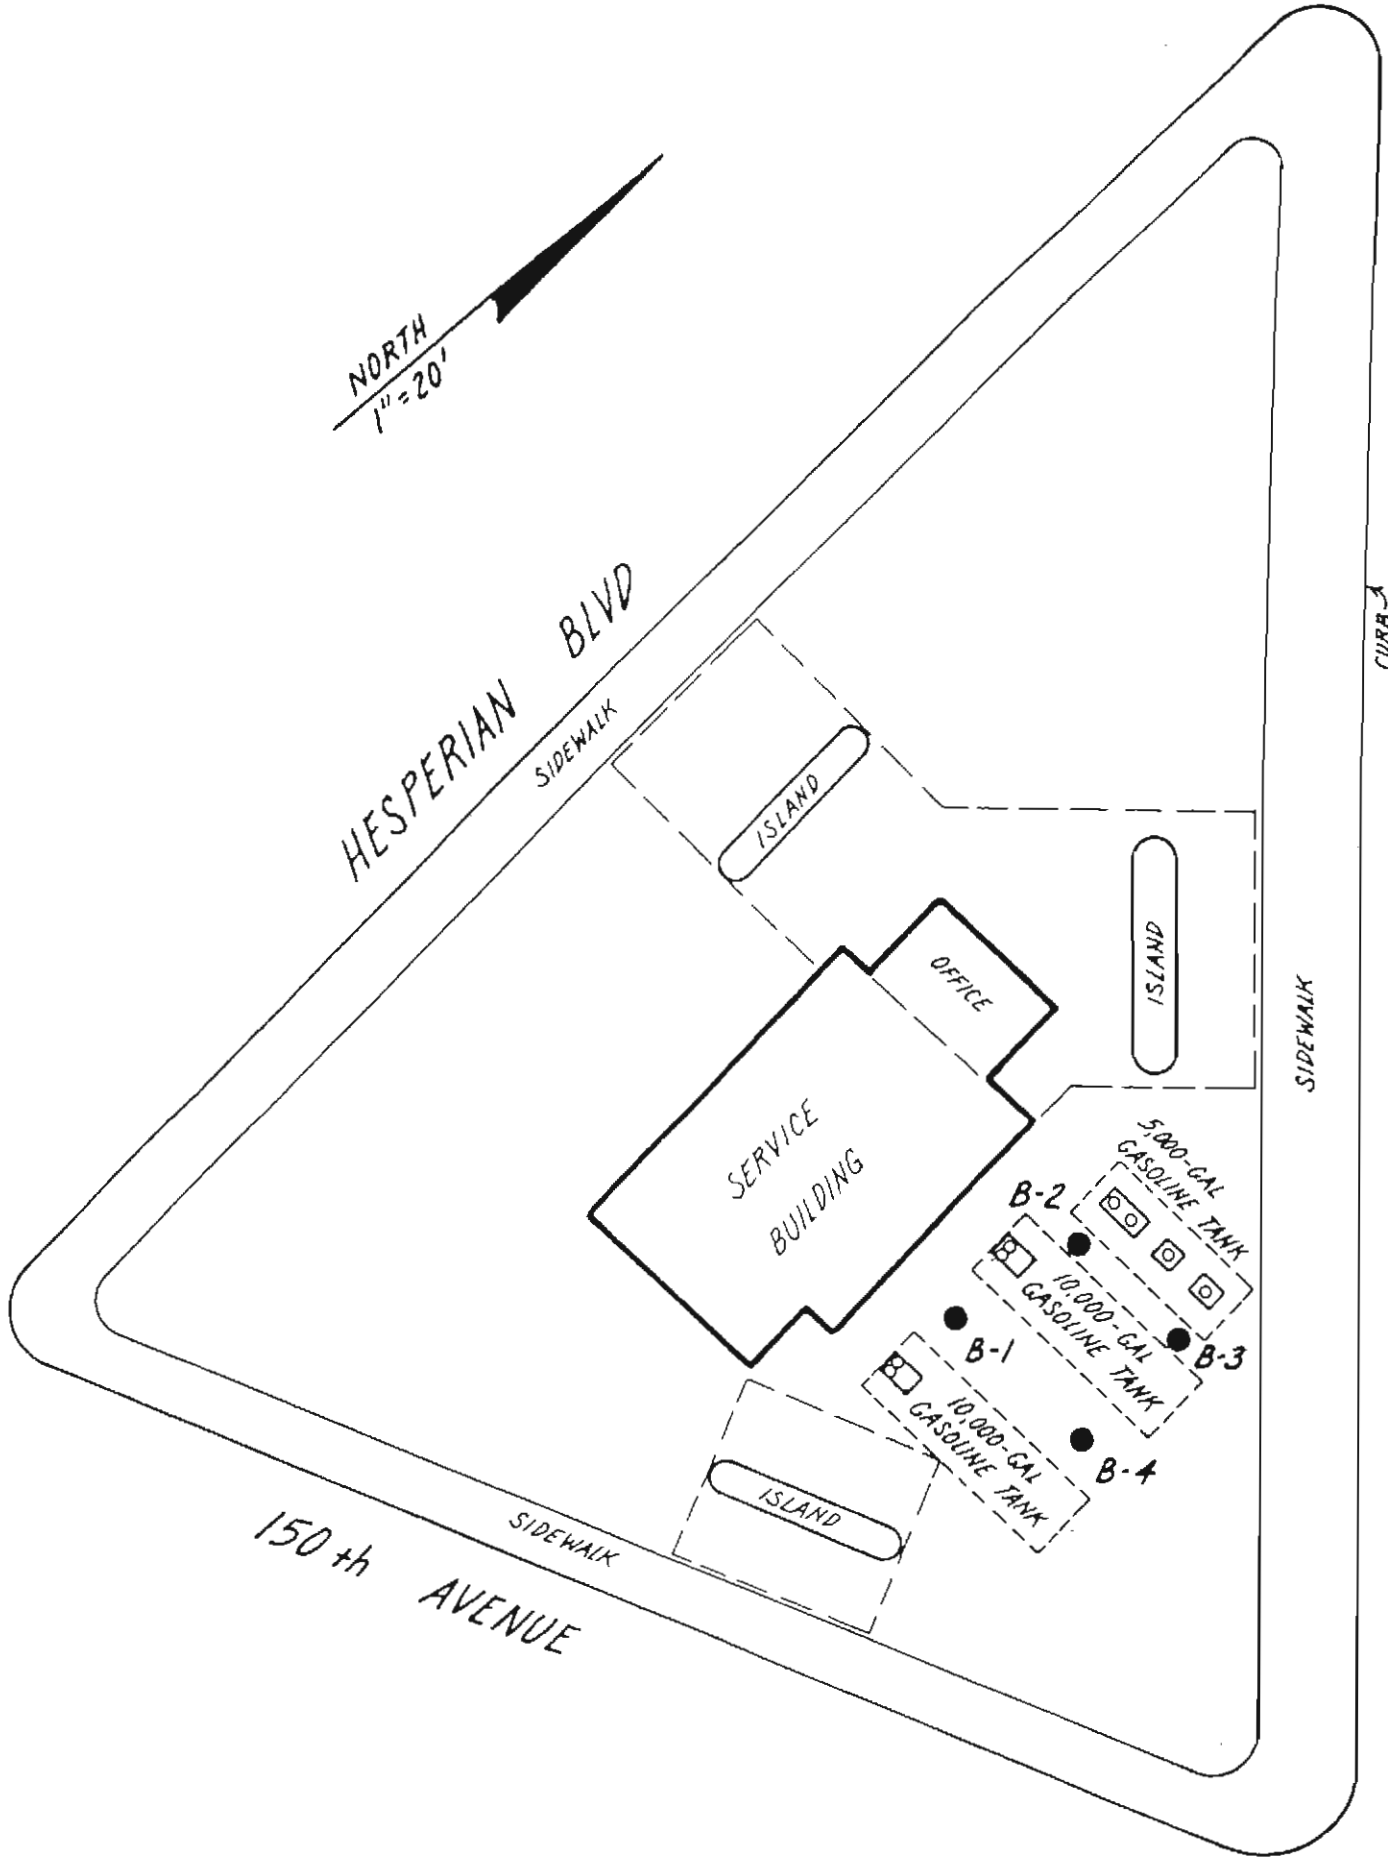 NORTH
1" = 20'
HESPERIAN BLVD
SIDEWALK
CURB
ISLAND
ISLAND
OFFICE
SIDEWALK
SERVICE
BUILDING
5,000-GAL
GASOLINE TANK
B-2
10,000-GAL
GASOLINE TANK
B-3
B-1
10,000-GAL
GASOLINE TANK
B-4
ISLAND
SIDEWALK
150th AVENUE